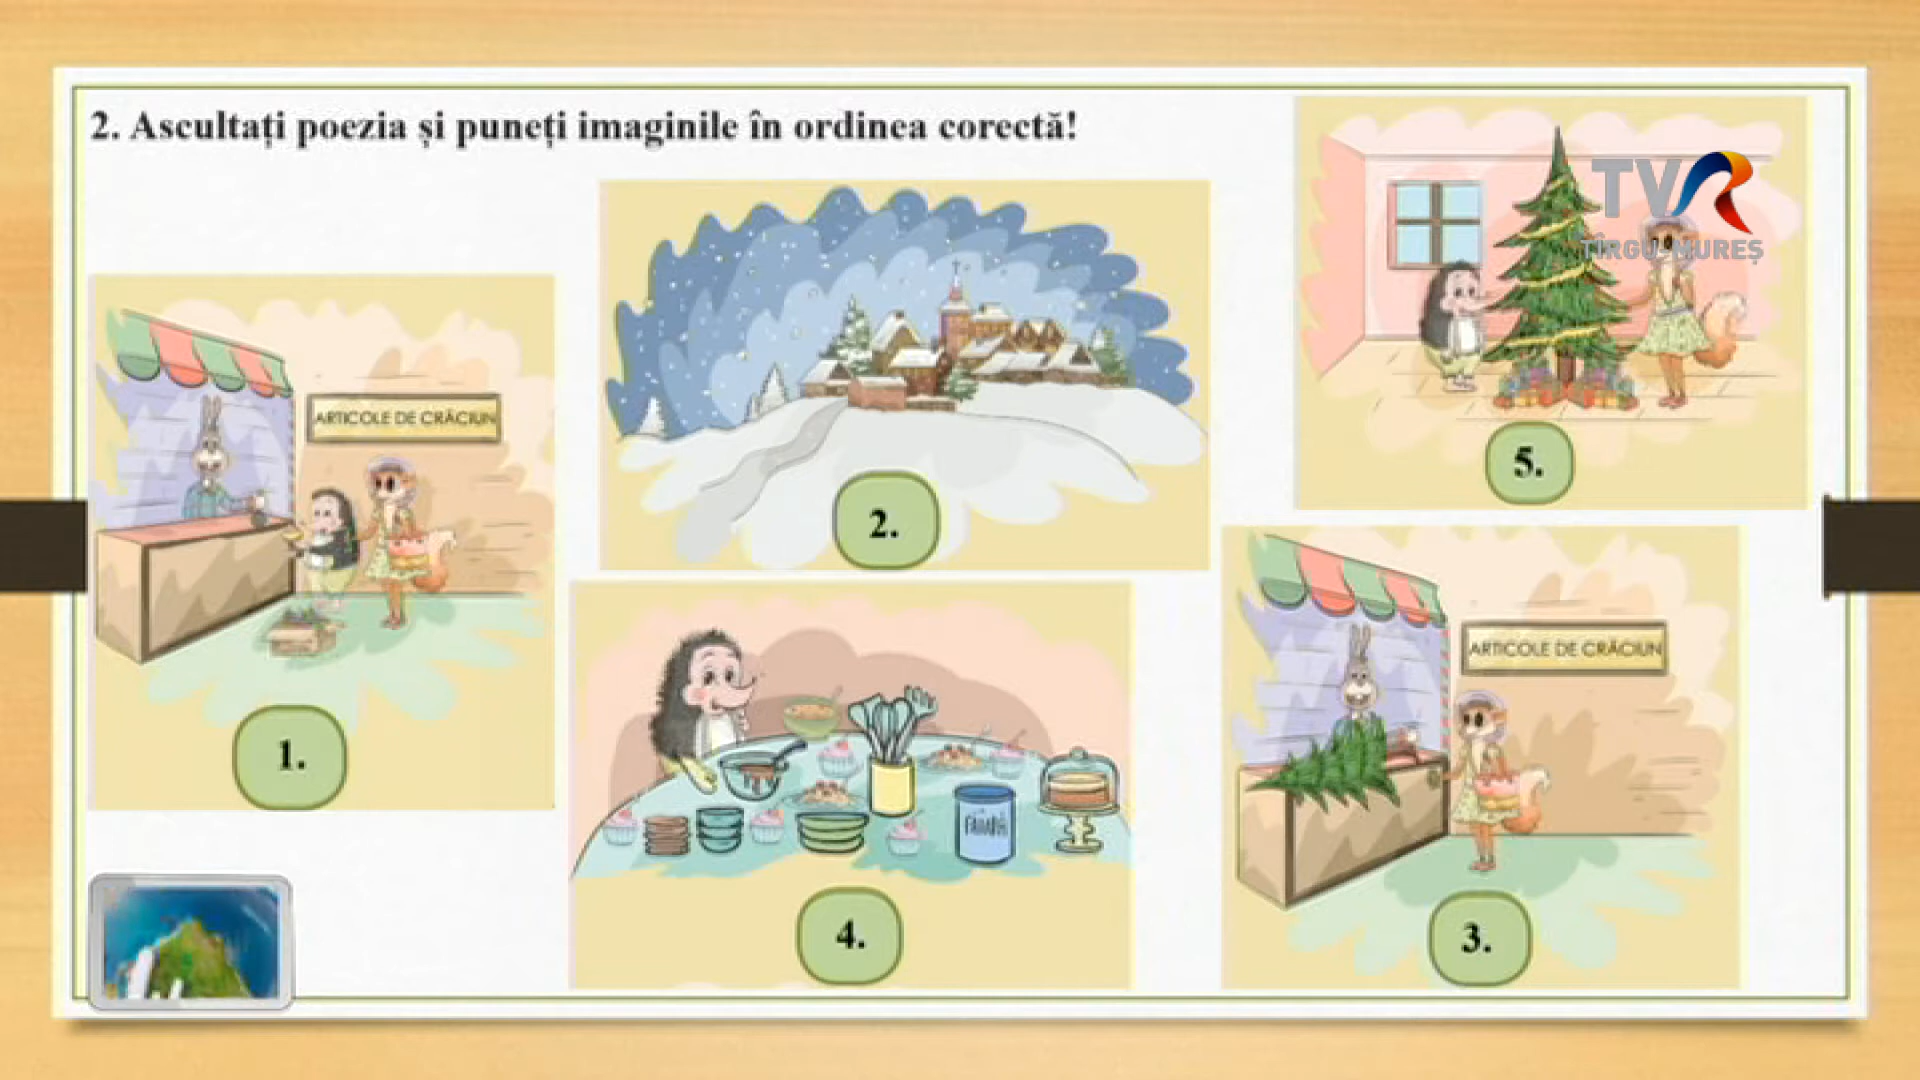 2. Ascultați poezia și puneți imaginile în ordinea corectă!
TVR
TÎRGU-MUREȘ
ARTICOLE DE CRĂCIUN
1.
2.
5.
FĂINĂ
4.
ARTICOLE DE CRĂCIUN
3.